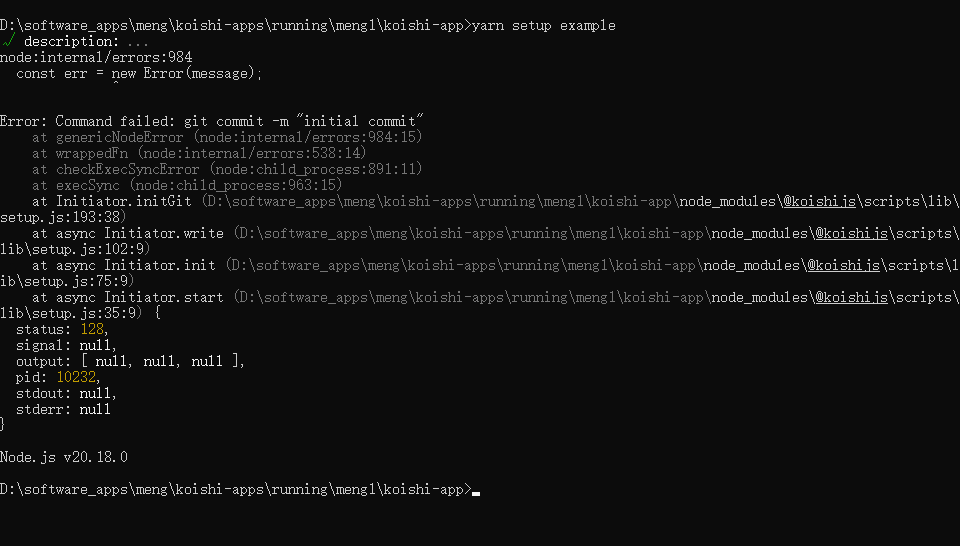 D:\software_apps\meng\koishi-apps\running\meng1\koishi-app>yarn setup example
√ description: ...
node:internal/errors:984
  const err = new Error(message);
              ^

Error: Command failed: git commit -m "initial commit"
    at genericNodeError (node:internal/errors:984:15)
    at wrappedFn (node:internal/errors:538:14)
    at checkExecSyncError (node:child_process:891:11)
    at execSync (node:child_process:963:15)
    at Initiator.initGit (D:\software_apps\meng\koishi-apps\running\meng1\koishi-app\node_modules\@koishijs\scripts\lib\
setup.js:193:38)
    at async Initiator.write (D:\software_apps\meng\koishi-apps\running\meng1\koishi-app\node_modules\@koishijs\scripts\
lib\setup.js:102:9)
    at async Initiator.init (D:\software_apps\meng\koishi-apps\running\meng1\koishi-app\node_modules\@koishijs\scripts\l
ib\setup.js:75:9)
    at async Initiator.start (D:\software_apps\meng\koishi-apps\running\meng1\koishi-app\node_modules\@koishijs\scripts\
lib\setup.js:35:9) {
  status: 128,
  signal: null,
  output: [ null, null, null ],
  pid: 10232,
  stdout: null,
  stderr: null
}

Node.js v20.18.0

D:\software_apps\meng\koishi-apps\running\meng1\koishi-app>